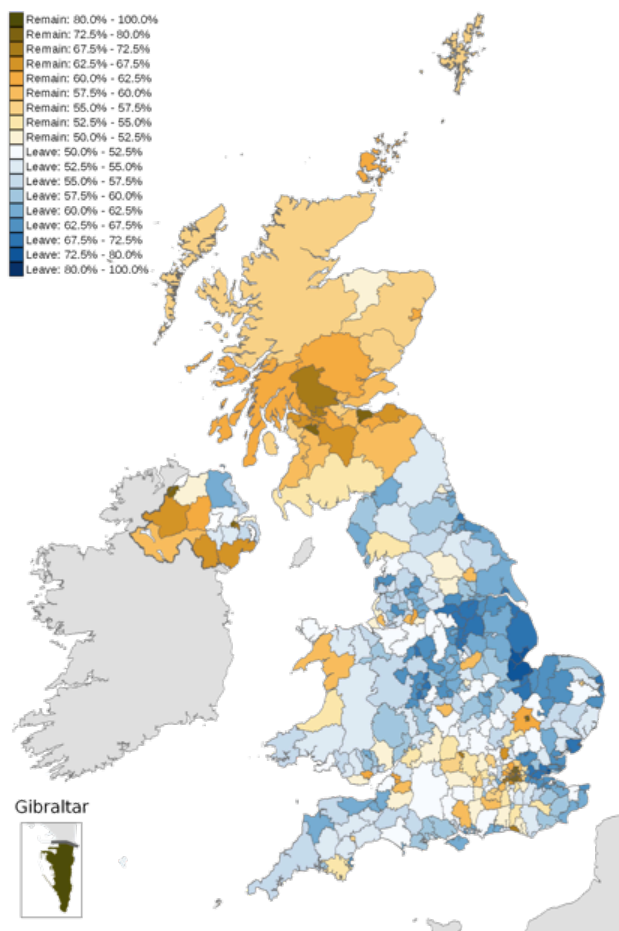 Remain: 80.0% - 100.0%
Remain: 72.5% - 80.0%
Remain: 67.5% - 72.5%
Remain: 62.5% - 67.5%
Remain: 60.0% - 62.5%
Remain: 57.5% - 60.0%
Remain: 55.0% - 57.5%
Remain: 52.5% - 55.0%
Remain: 50.0% - 52.5%
Leave: 50.0% - 52.5%
Leave: 52.5% - 55.0%
Leave: 55.0% - 57.5%
Leave: 57.5% - 60.0%
Leave: 60.0% - 62.5%
Leave: 62.5% - 67.5%
Leave: 67.5% - 72.5%
Leave: 72.5% - 80.0%
Leave: 80.0% - 100.0%
Gibraltar